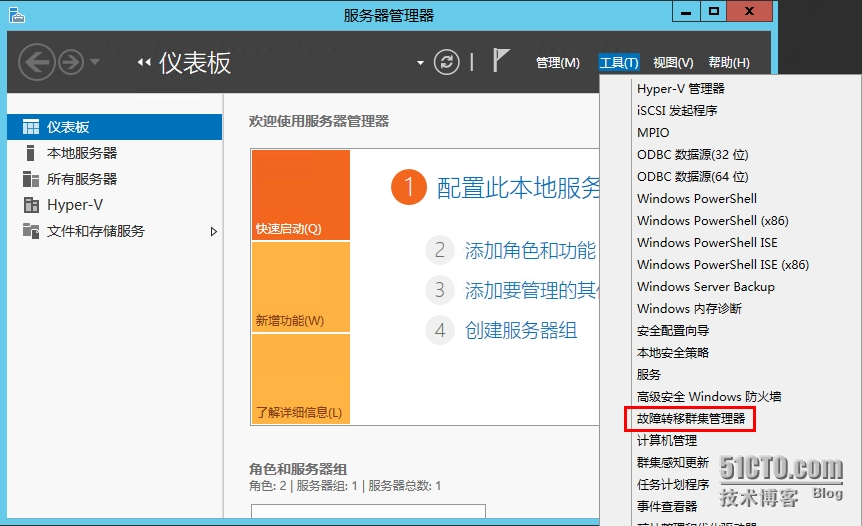 服务器管理器
仪表板
管理(M)
工具(T)
视图(V)
帮助(H)
仪表板
本地服务器
所有服务器
Hyper-V
文件和存储服务
欢迎使用服务器管理器
快速启动(Q)
新增功能(W)
了解详细信息(L)
1 配置此本地服务
2 添加角色和功能
3 添加要管理的其
4 创建服务器组
角色和服务器组
角色: 2 | 服务器组: 1 | 服务器总数: 1
Hyper-V 管理器
iSCSI 发起程序
MPIO
ODBC 数据源(32 位)
ODBC 数据源(64 位)
Windows PowerShell
Windows PowerShell (x86)
Windows PowerShell ISE
Windows PowerShell ISE (x86)
Windows Server Backup
Windows 内存诊断
安全配置向导
本地安全策略
服务
高级安全 Windows 防火墙
故障转移群集管理器
计算机管理
群集感知更新
任务计划程序
事件查看器
51CTO.com
技术博客 Blog